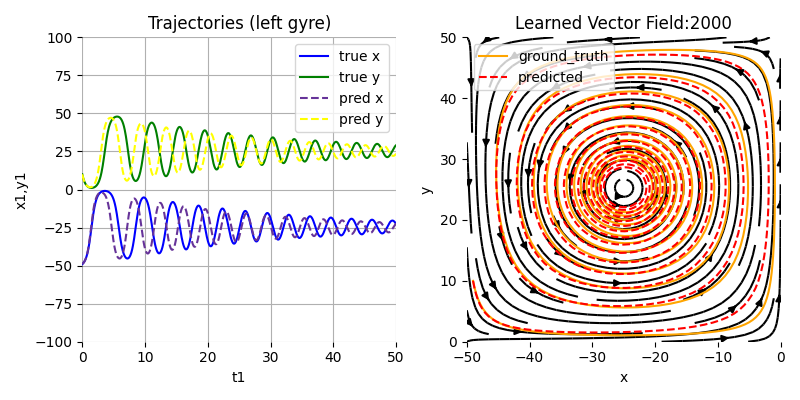 Trajectories (left gyre)
100
75
50
25
0
−25
−50
−75
−100
x1,y1
0
10
20
30
40
50
t1
true x
true y
pred x
pred y
Learned Vector Field:2000
50
40
30
20
10
0
y
−50
−40
−30
−20
−10
0
x
ground_truth
predicted